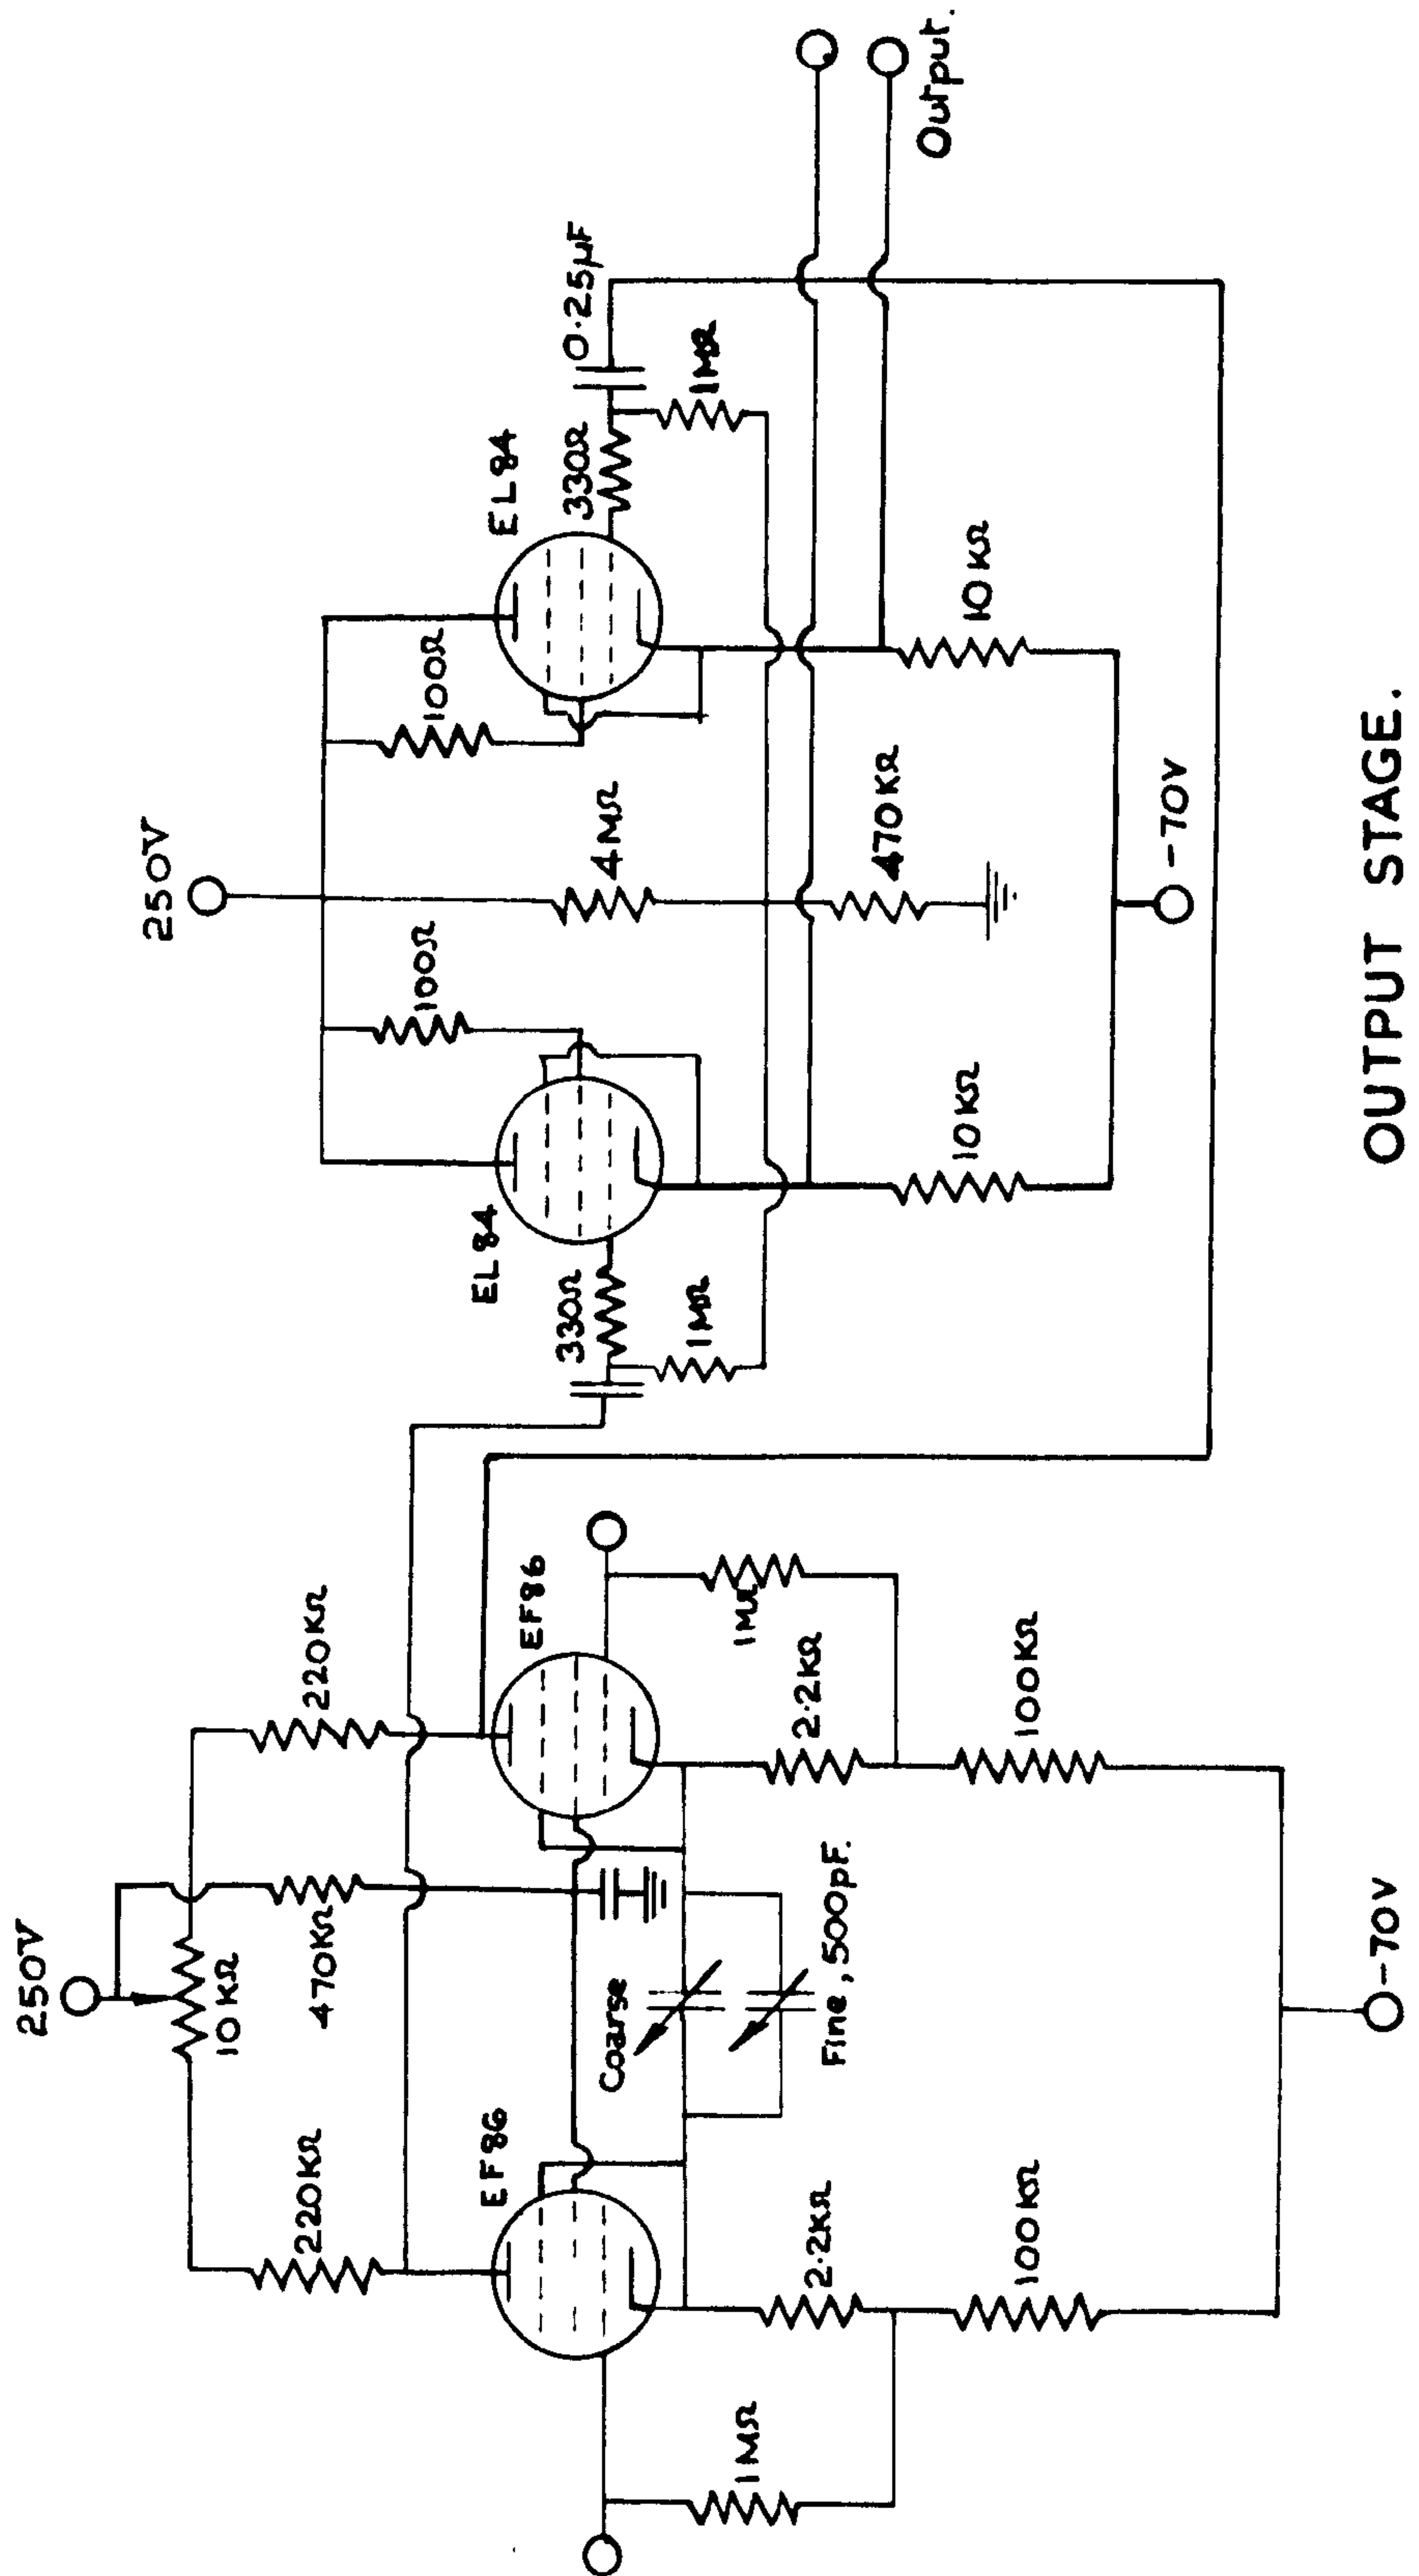 250V
10KΩ
220KΩ
470KΩ
220KΩ
EF86
EF86
Coarse
Fine, 500pF.
1MΩ
2.2KΩ
100KΩ
2.2KΩ
1MΩ
100KΩ
-70V
250V
100Ω
100Ω
EL84
EL84
330Ω
330Ω
0.25µF
1MΩ
4MΩ
1MΩ
470KΩ
10KΩ
10KΩ
-70V
Output.
OUTPUT STAGE.